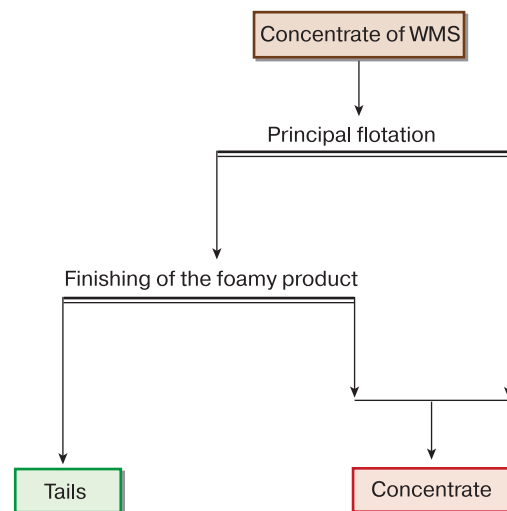 Concentrate of WMS
Principal flotation
Finishing of the foamy product
Tails
Concentrate